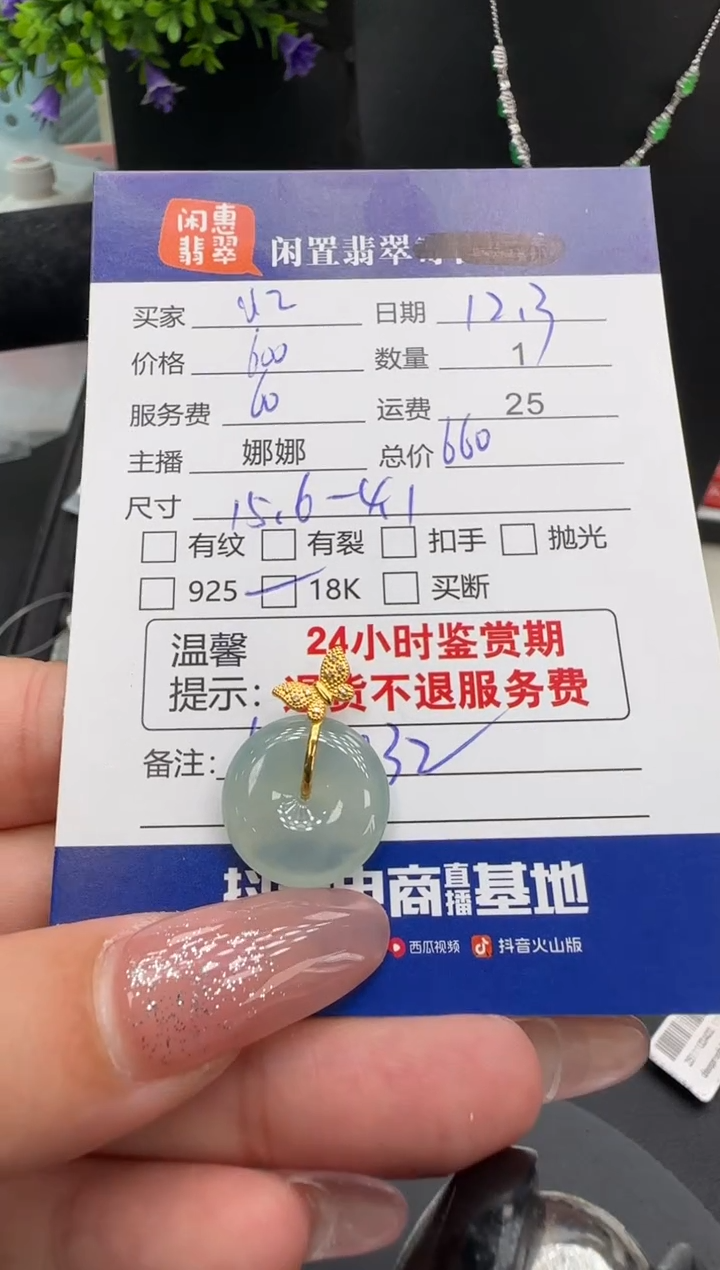 闲惠
翡翠
闲置翡翠
买家 日期 12.3
价格 600 数量 1
服务费 60 运费 25
主播 娜娜 总价 660
尺寸 15.6-4.1
有纹 有裂 扣手 抛光
925 18K 买断
温馨 24小时鉴赏期
提示: 货不退服务费
备注: 32
电商直播基地
西瓜视频 抖音火山版